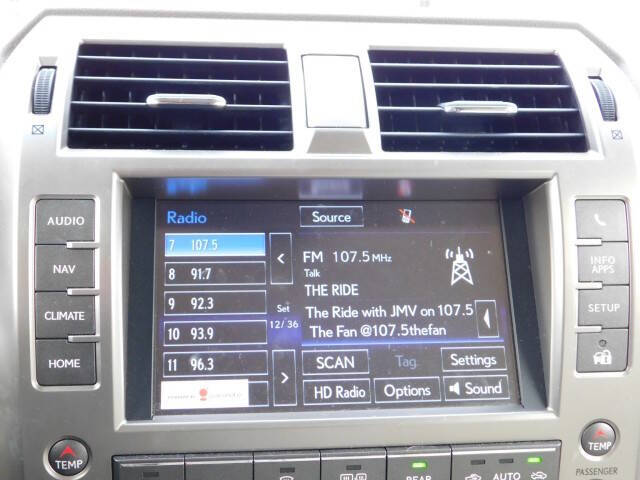 AUDIO
NAV
CLIMATE
HOME
TEMP
Radio
Source
7 107.5
8 91.7
9 92.3
10 93.9
11 96.3
Set
12/36
FM 107.5 MHz
Talk
THE RIDE
The Ride with JMV on 107.5
The Fan @107.5thefan
SCAN
Tag
Settings
HD Radio
Options
Sound
INFO
APPS
SETUP
TEMP
PASSENGER
REAR
AUTO